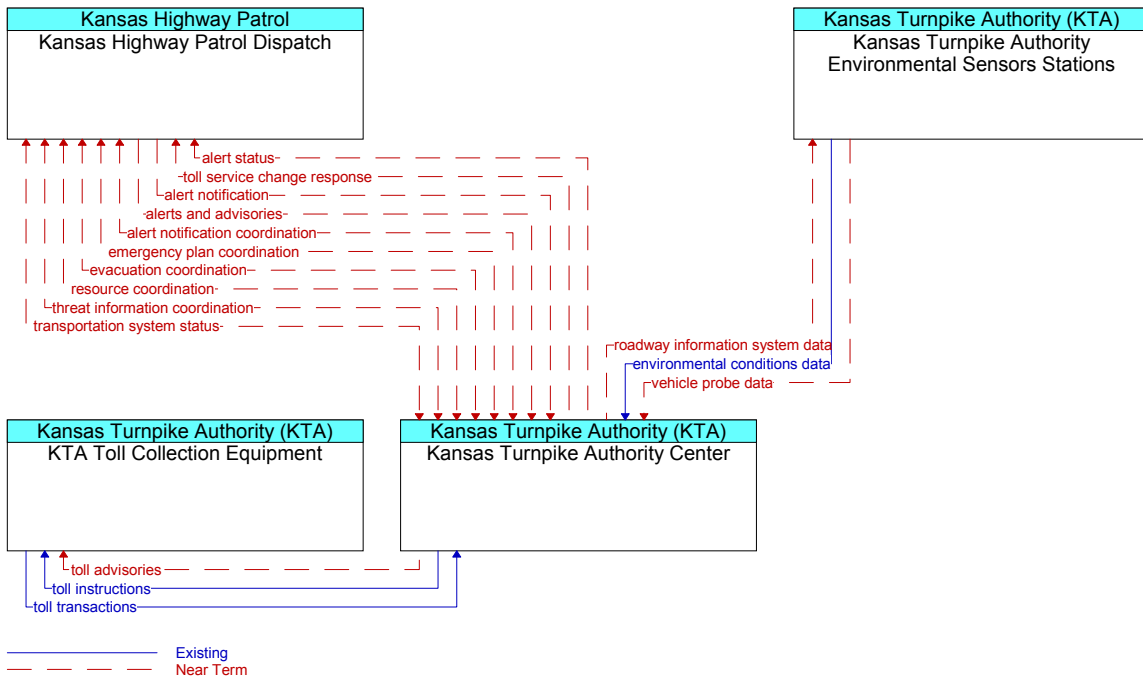 Kansas Highway Patrol
Kansas Highway Patrol Dispatch
Kansas Turnpike Authority (KTA)
Kansas Turnpike Authority
Environmental Sensors Stations
alert status
toll service change response
alert notification
alerts and advisories
alert notification coordination
emergency plan coordination
evacuation coordination
resource coordination
threat information coordination
transportation system status
roadway information system data
environmental conditions data
vehicle probe data
Kansas Turnpike Authority (KTA)
KTA Toll Collection Equipment
Kansas Turnpike Authority (KTA)
Kansas Turnpike Authority Center
toll advisories
toll instructions
toll transactions
Existing
Near Term